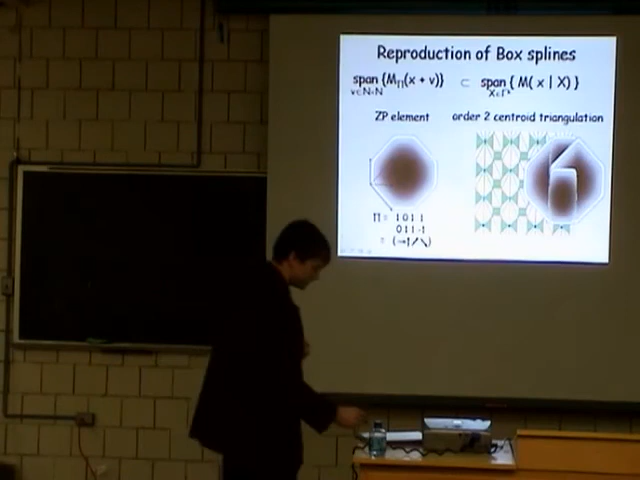 Reproduction of Box splines
span {M_Π(x + v)} ⊂ span { M( x | X) }
ZP element
order 2 centroid triangulation
Π = 1 0 1 1
0 1 1 -1
= (→↑↗↘)